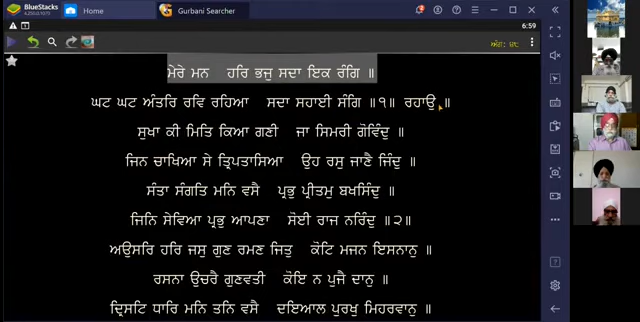 BlueStacks
Home
Gurbani Searcher
6:59
ਅੰਗ: ੫੮
ਮੇਰੇ ਮਨ ਹਰਿ ਭਜੁ ਸਦਾ ਇਕ ਰੰਗਿ ॥
ਘਟ ਘਟ ਅੰਤਰਿ ਰਵਿ ਰਹਿਆ ਸਦਾ ਸਹਾਈ ਸੰਗਿ ॥੧॥ ਰਹਾਉ ॥
ਸੁਖਾ ਕੀ ਮਿਤਿ ਕਿਆ ਗਣੀ ਜਾ ਸਿਮਰੀ ਗੋਵਿੰਦੁ ॥
ਜਿਨ ਚਾਖਿਆ ਸੇ ਤ੍ਰਿਪਤਾਸਿਆ ਉਹ ਰਸੁ ਜਾਣੈ ਜਿੰਦੁ ॥
ਸੰਤਾ ਸੰਗਤਿ ਮਨਿ ਵਸੈ ਪ੍ਰਭੁ ਪ੍ਰੀਤਮੁ ਬਖਸਿੰਦੁ ॥
ਜਿਨਿ ਸੇਵਿਆ ਪ੍ਰਭੁ ਆਪਣਾ ਸੋਈ ਰਾਜ ਨਰਿੰਦੁ ॥੨॥
ਅਉਸਰਿ ਹਰਿ ਜਸੁ ਗੁਣ ਰਮਣ ਜਿਤੁ ਕੋਟਿ ਮਜਨ ਇਸਨਾਨੁ ॥
ਰਸਨਾ ਉਚਰੈ ਗੁਣਵਤੀ ਕੋਇ ਨ ਪੁਜੈ ਦਾਨੁ ॥
ਦ੍ਰਿਸਟਿ ਧਾਰਿ ਮਨਿ ਤਨਿ ਵਸੈ ਦਇਆਲ ਪੁਰਖੁ ਮਿਹਰਵਾਨੁ ॥